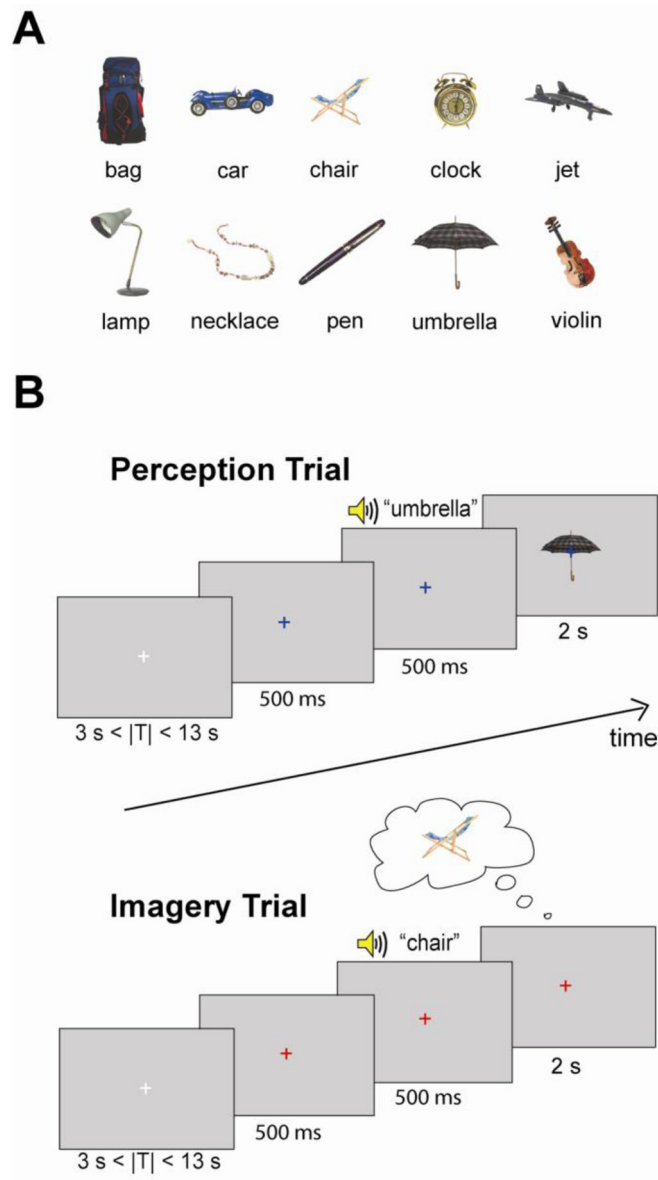 A
bag car chair clock jet
lamp necklace pen umbrella violin
B
Perception Trial
“umbrella”
2 s
500 ms
500 ms
3 s < |T| < 13 s
time
Imagery Trial
“chair”
2 s
500 ms
500 ms
3 s < |T| < 13 s